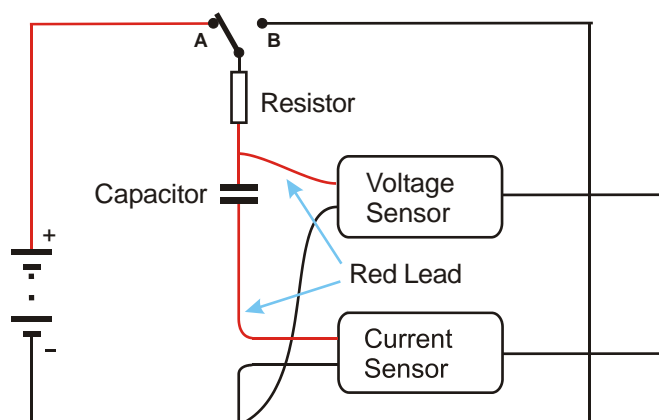 A B
Resistor
Capacitor
Voltage
Sensor
+
Red Lead
Current
Sensor
–